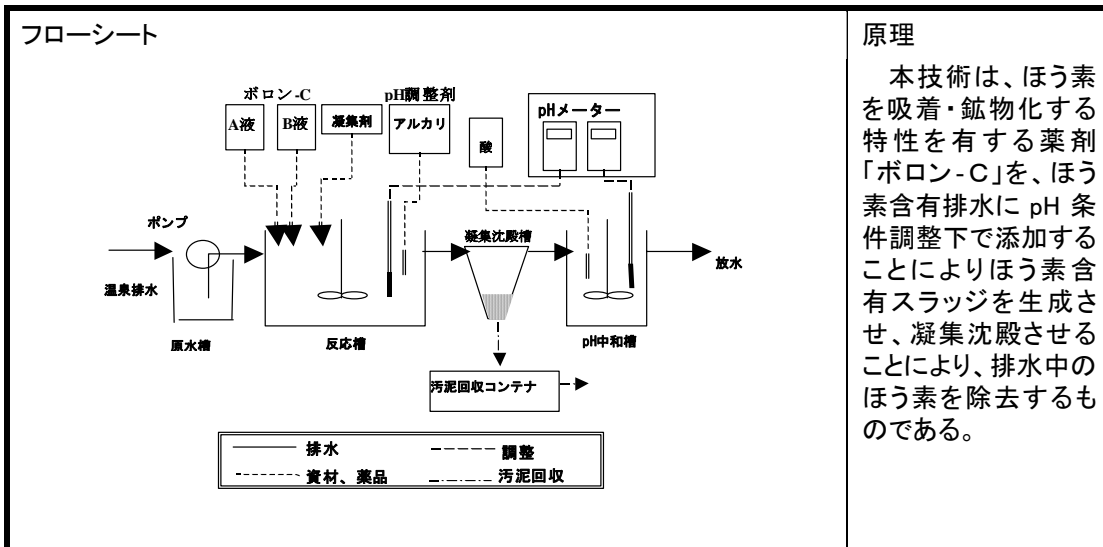 フローシート
ボロン-C
A液
B液
凝集剤
pH調整剤
アルカリ
酸
pHメーター
ポンプ
温泉排水
原水槽
反応槽
凝集沈殿槽
pH中和槽
放水
汚泥回収コンテナ
排水
調整
資材、薬品
汚泥回収
原理
本技術は、ほう素
を吸着・鉱物化する
特性を有する薬剤
「ボロン-C」を、ほう
素含有排水に pH 条
件調整下で添加する
ことによりほう素含
有スラッジを生成さ
せ、凝集沈殿させる
ことにより、排水中の
ほう素を除去するも
のである。